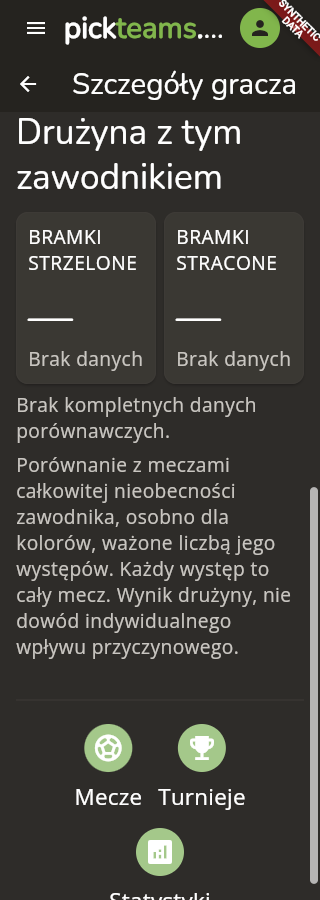 pickteams....
SYNTHETIC
DATA
Szczegóły gracza
Drużyna z tym
zawodnikiem
BRAMKI
STRZELONE
—
Brak danych
BRAMKI
STRACONE
—
Brak danych
Brak kompletnych danych
porównawczych.
Porównanie z meczami
całkowitej nieobecności
zawodnika, osobno dla
kolorów, ważone liczbą jego
występów. Każdy występ to
cały mecz. Wynik drużyny, nie
dowód indywidualnego
wpływu przyczynowego.
Mecze
Turnieje
Statystyki